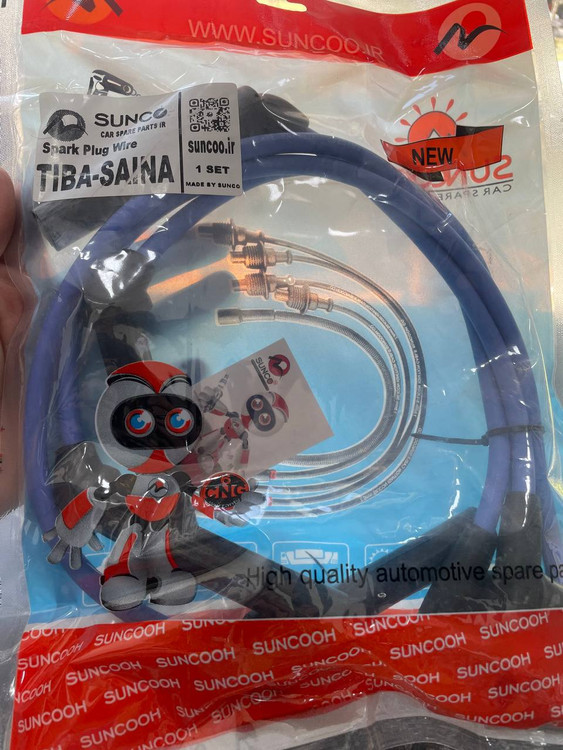 WWW.SUNCOOH.IR
SUNCO
CAR SPARE PARTS IR
Spark Plug Wire
TIBA-SAINA
suncoo.ir
1 SET
MADE BY SUNCO
NEW
CAR SPARE
SUNCO
CNG
High quality automotive spare pa
SUNCOOH SUNCOOH SUNCOOH SUNCOOH SUNCOOH
SUNCOOH SUNCOOH SUNCOOH SUNCOOH SUNCOOH
SUNCOOH SUNCOOH SUNCOOH SUNCOOH SUNCOOH